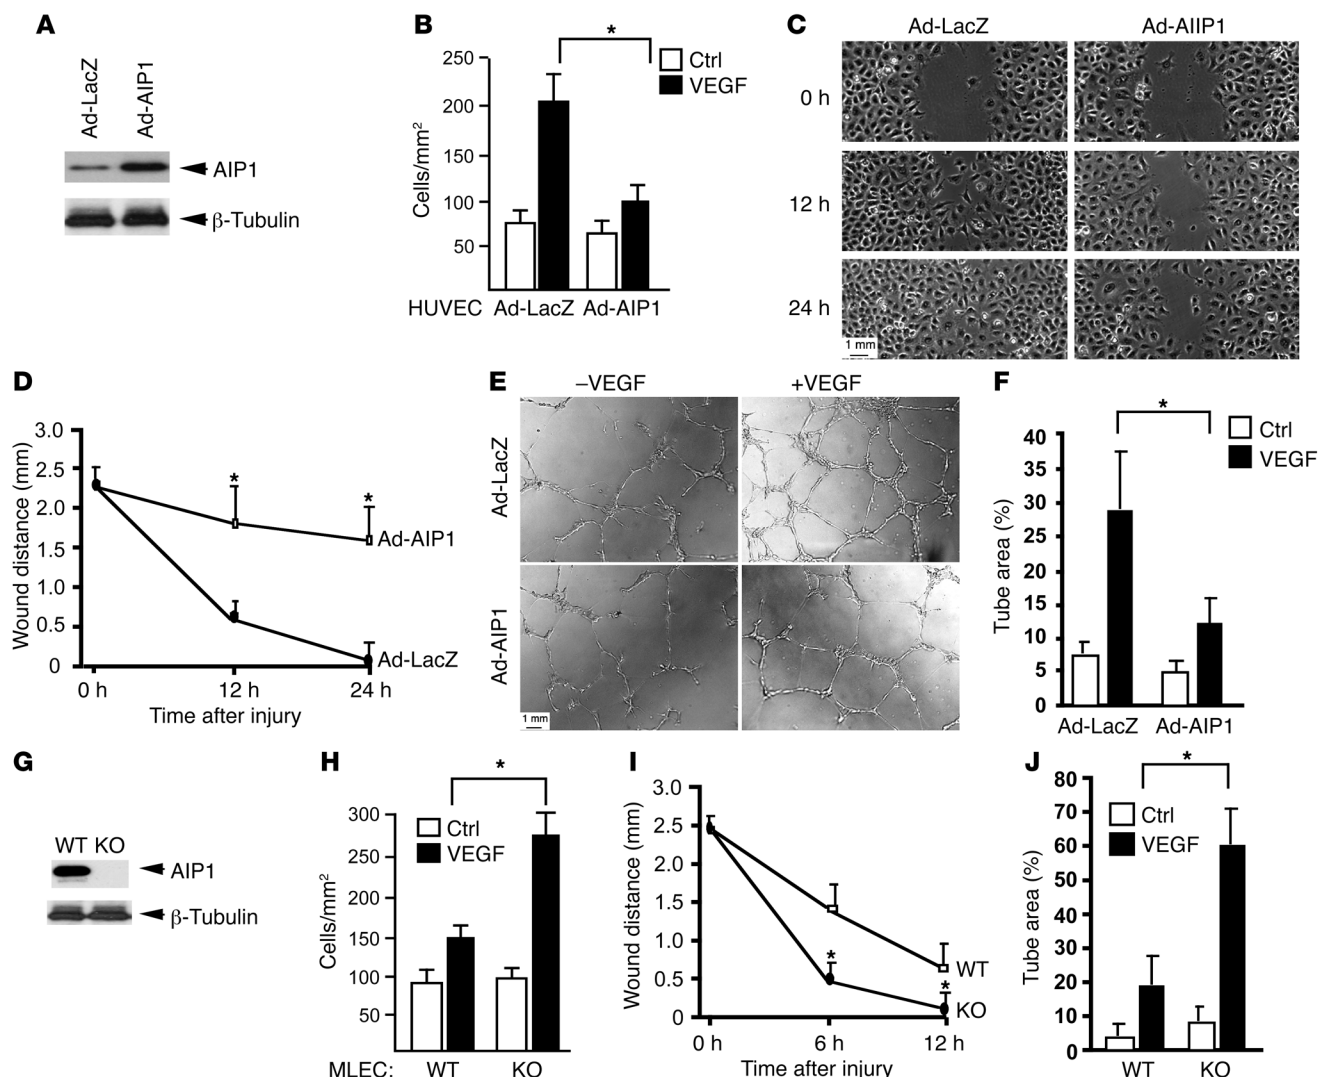 A
Ad-LacZ
Ad-AIP1
AIP1
β-Tubulin
B
*
Ctrl
VEGF
250
200
150
100
50
Cells/mm²
HUVEC Ad-LacZ Ad-AIP1
C
Ad-LacZ Ad-AIIP1
0 h
12 h
24 h
1 mm
D
3.0
2.5
2.0
1.5
1.0
0.5
0
Wound distance (mm)
*
*
Ad-AIP1
Ad-LacZ
0 h 12 h 24 h
Time after injury
E
–VEGF +VEGF
Ad-LacZ
Ad-AIP1
1 mm
F
*
Ctrl
VEGF
40
35
30
25
20
15
10
5
0
Tube area (%)
Ad-LacZ Ad-AIP1
G
WT KO
AIP1
β-Tubulin
H
*
Ctrl
VEGF
300
250
200
150
100
50
Cells/mm²
MLEC: WT KO
I
3.0
2.5
2.0
1.5
1.0
0.5
0
Wound distance (mm)
*
*
WT
KO
0 h 6 h 12 h
Time after injury
J
*
Ctrl
VEGF
80
70
60
50
40
30
20
10
0
Tube area (%)
WT KO